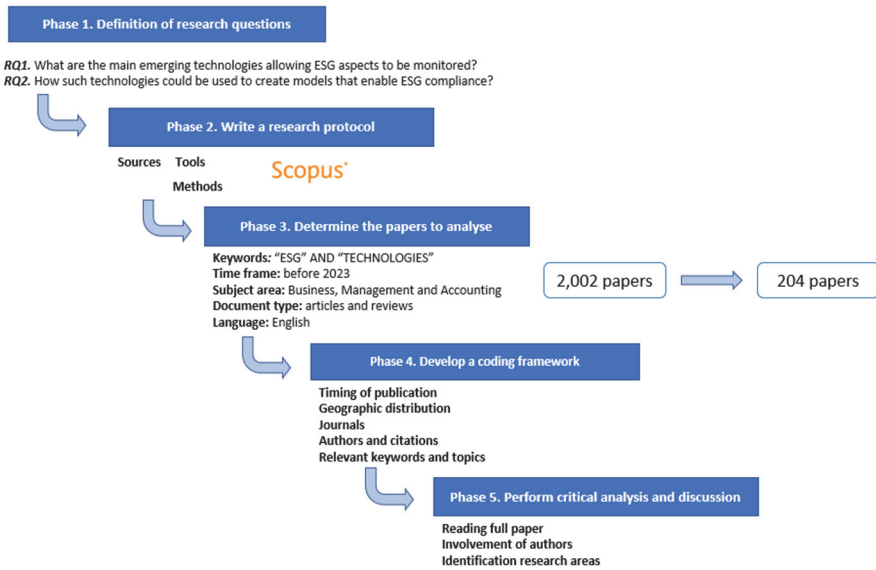 Phase 1. Definition of research questions
RQ1. What are the main emerging technologies allowing ESG aspects to be monitored?
RQ2. How such technologies could be used to create models that enable ESG compliance?
Phase 2. Write a research protocol
Sources Tools
Methods
Scopus*
Phase 3. Determine the papers to analyse
Keywords: “ESG” AND “TECHNOLOGIES”
Time frame: before 2023
Subject area: Business, Management and Accounting
Document type: articles and reviews
Language: English
2,002 papers
204 papers
Phase 4. Develop a coding framework
Timing of publication
Geographic distribution
Journals
Authors and citations
Relevant keywords and topics
Phase 5. Perform critical analysis and discussion
Reading full paper
Involvement of authors
Identification research areas